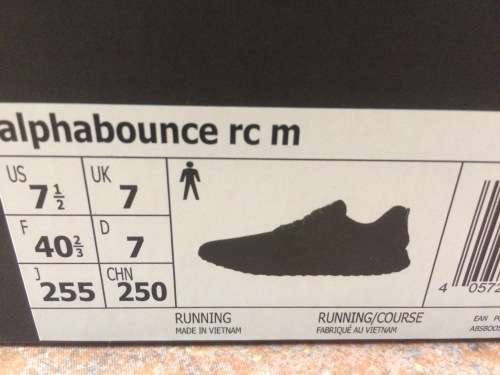 alphabounce rc m
US 7½ UK 7
F 40⅔ D 7
J 255 CHN 250
RUNNING RUNNING/COURSE
MADE IN VIETNAM FABRIQUÉ AU VIETNAM
4 0572
EAN
ABSBOOS